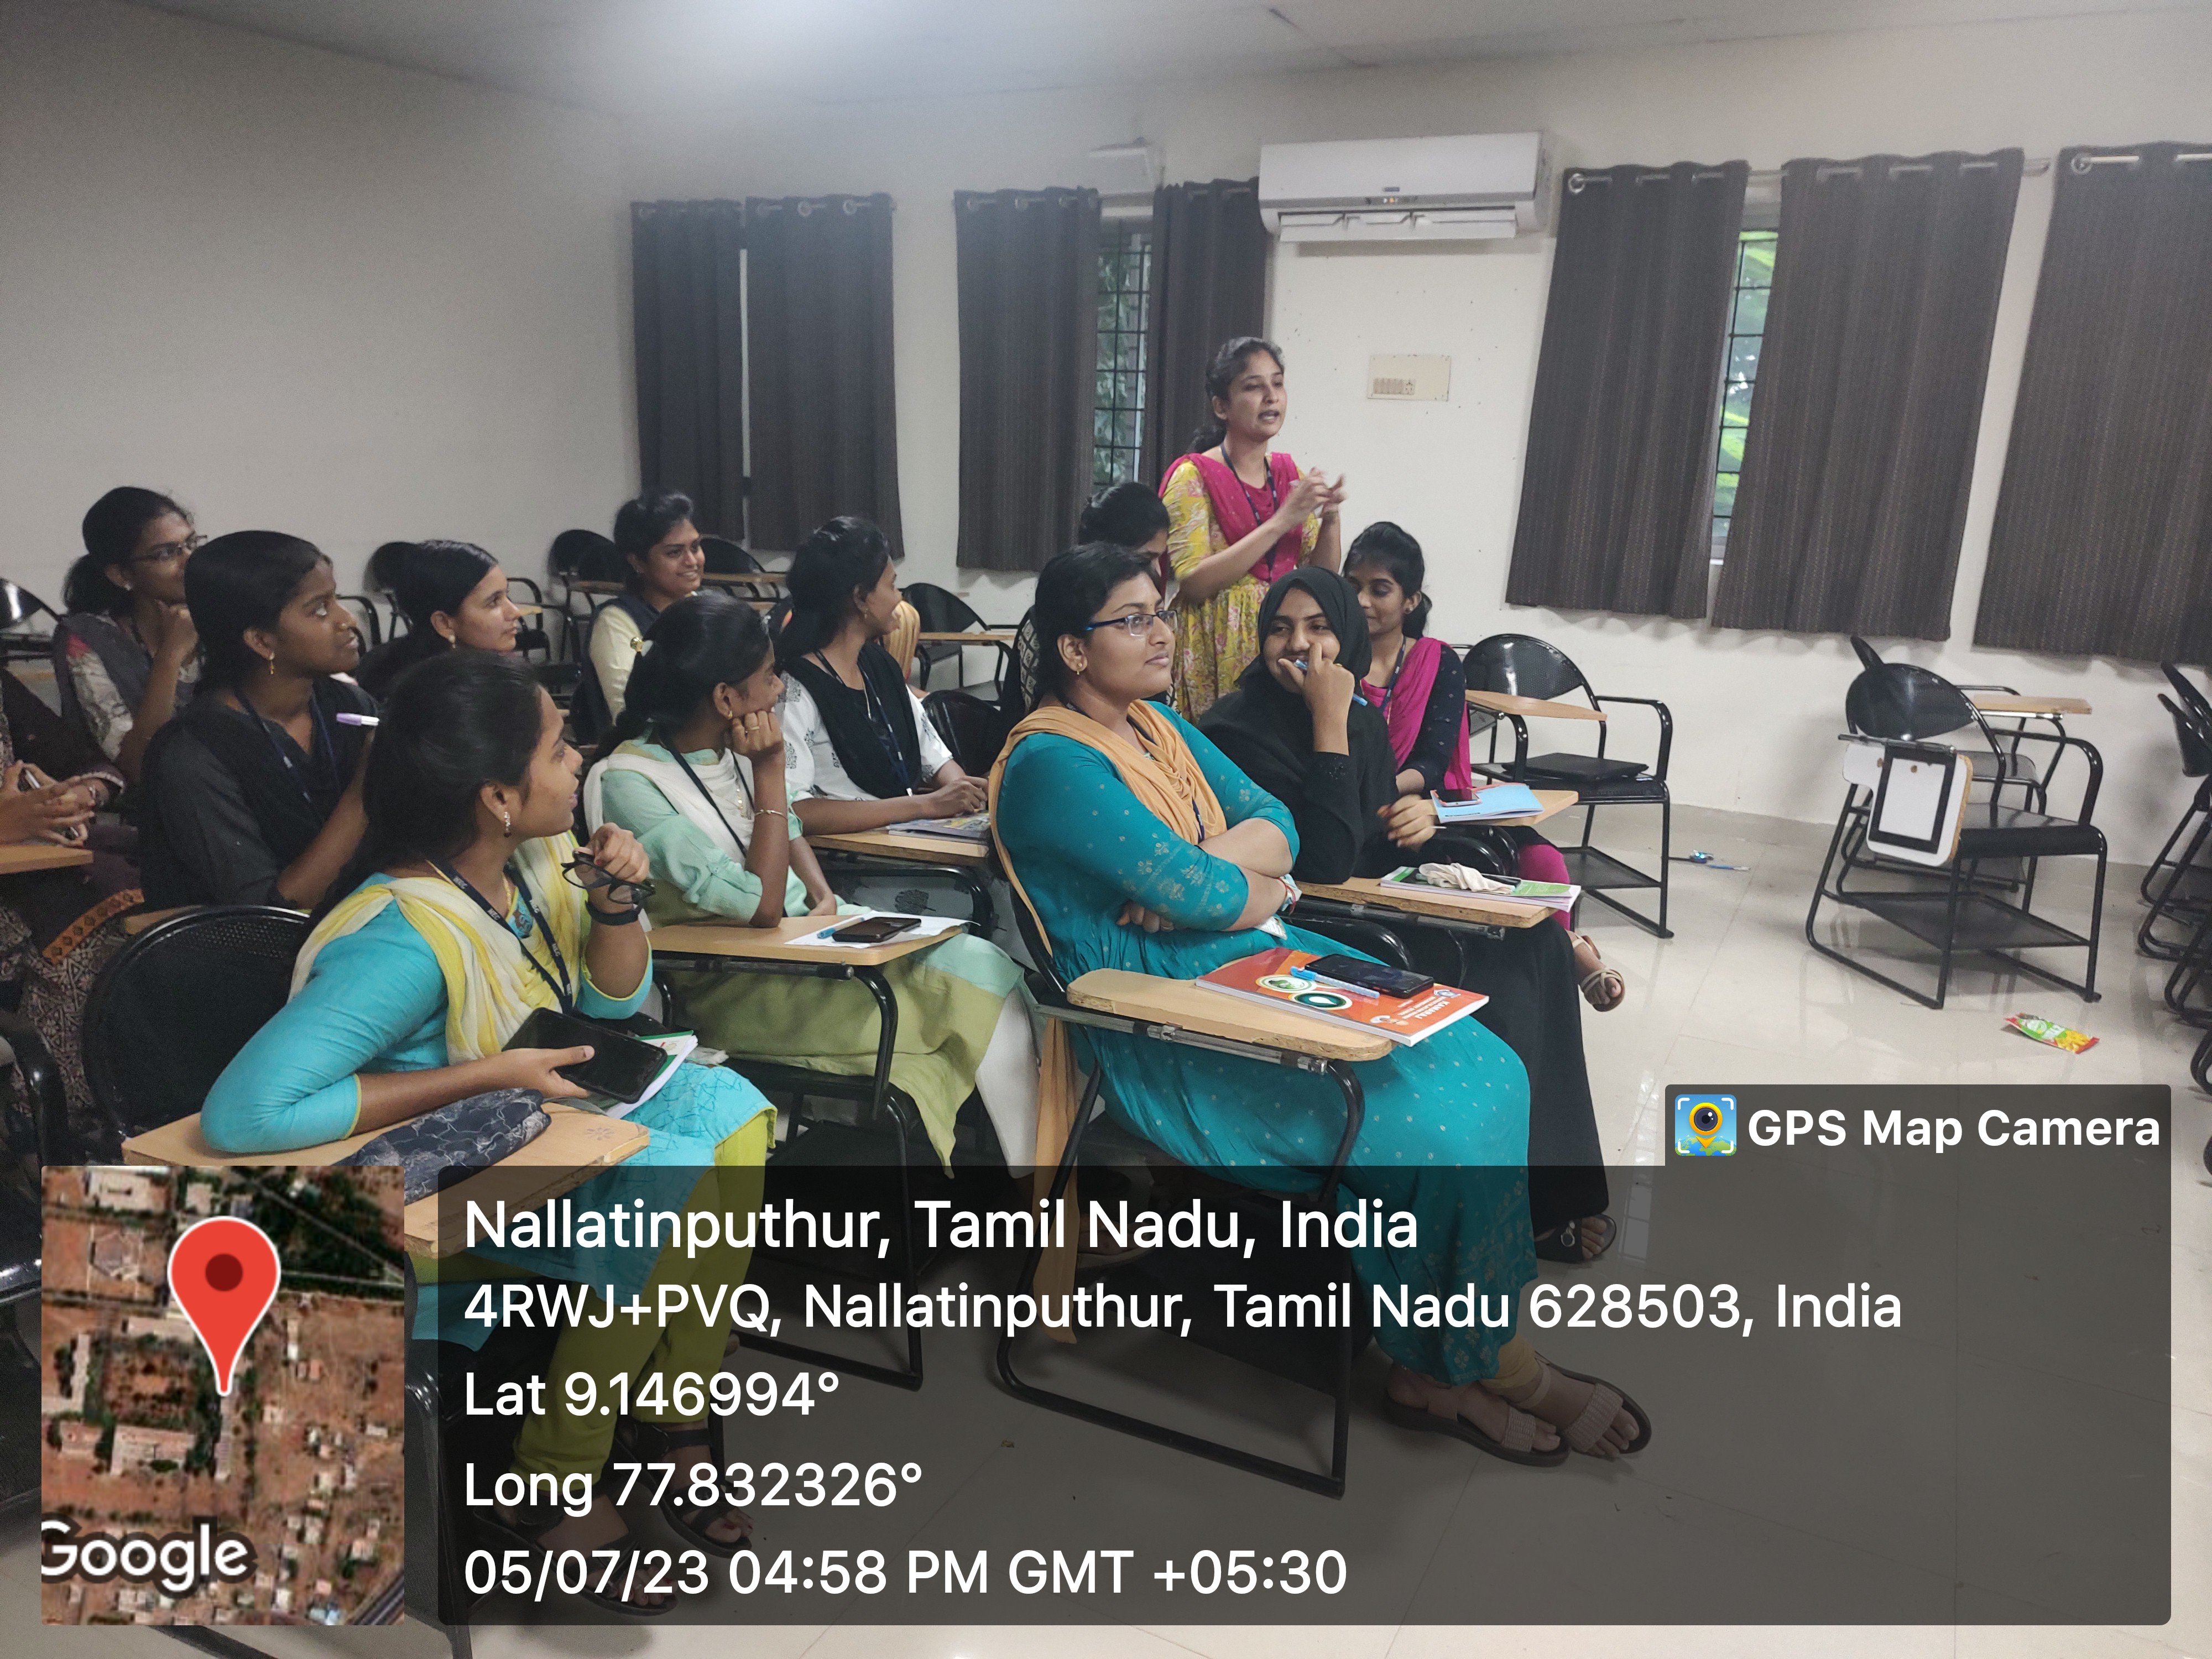 GPS Map Camera
Nallatinputhur, Tamil Nadu, India
4RWJ+PVQ, Nallatinputhur, Tamil Nadu 628503, India
Lat 9.146994°
Long 77.832326°
05/07/23 04:58 PM GMT +05:30
Google